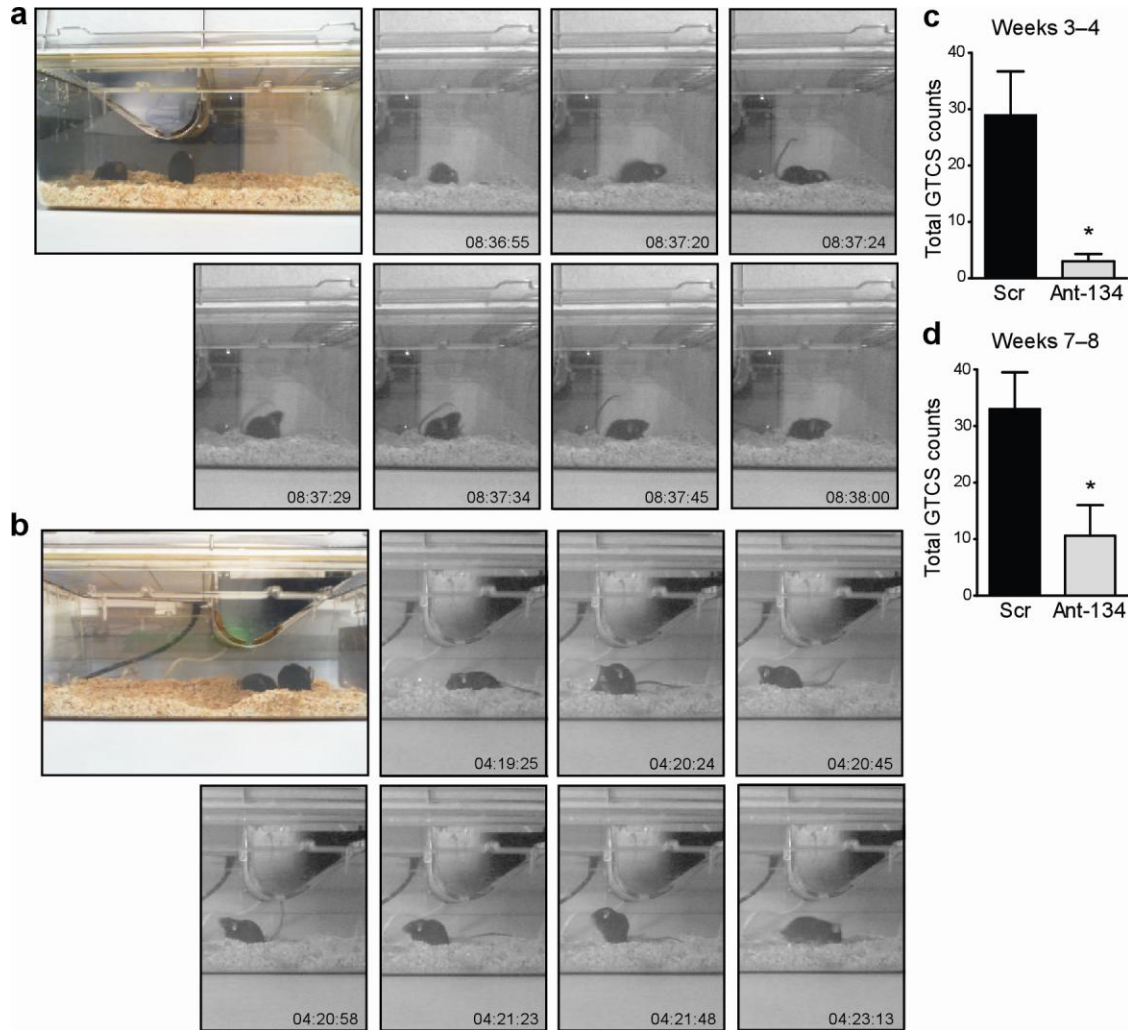 a
08:36:55
08:37:20
08:37:24
08:37:29
08:37:34
08:37:45
08:38:00
b
04:19:25
04:20:24
04:20:45
04:20:58
04:21:23
04:21:48
04:23:13
c
Weeks 3–4
Total GTCS counts
40
30
20
10
0
*
Scr Ant-134
d
Weeks 7–8
Total GTCS counts
40
30
20
10
0
*
Scr Ant-134